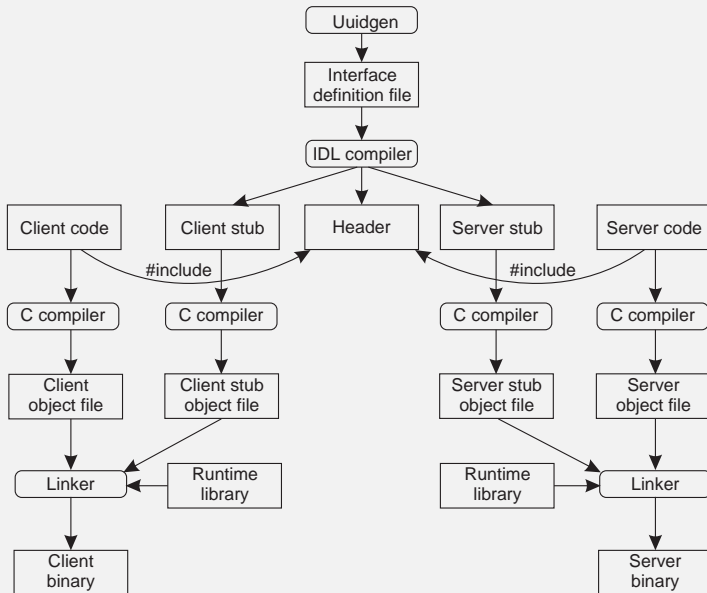 Uuidgen
Interface
definition file
IDL compiler
Client code
Client stub
Header
Server stub
Server code
#include
#include
C compiler
C compiler
C compiler
C compiler
Client
object file
Client stub
object file
Server stub
object file
Server
object file
Linker
Runtime
library
Runtime
library
Linker
Client
binary
Server
binary